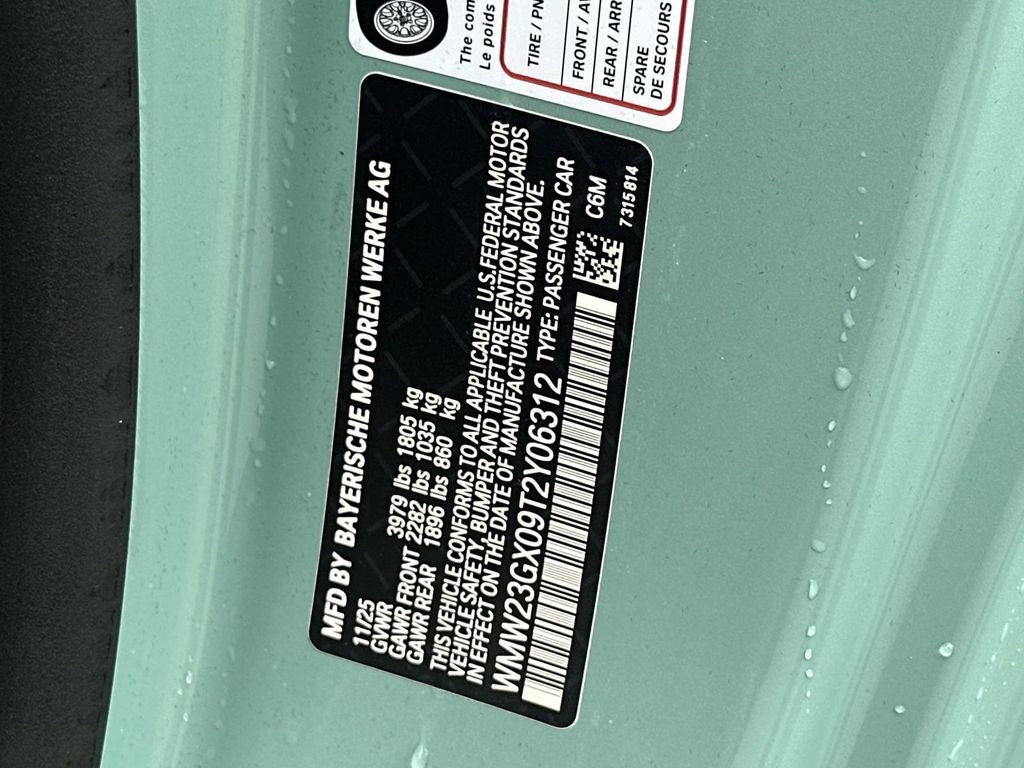 The com
Le poids
TIRE / PN
FRONT / A
REAR / ARR
SPARE
DE SECOURS
MFD BY BAYERISCHE MOTOREN WERKE AG
11/25
GVWR 3979 lbs 1805 kg
GAWR FRONT 2282 lbs 1035 kg
GAWR REAR 1896 lbs 860 kg
THIS VEHICLE CONFORMS TO ALL APPLICABLE U.S.FEDERAL MOTOR
VEHICLE SAFETY, BUMPER AND THEFT PREVENTION STANDARDS
IN EFFECT ON THE DATE OF MANUFACTURE SHOWN ABOVE.
WMW23GX09T2Y06312 TYPE: PASSENGER CAR
C6M
7315814